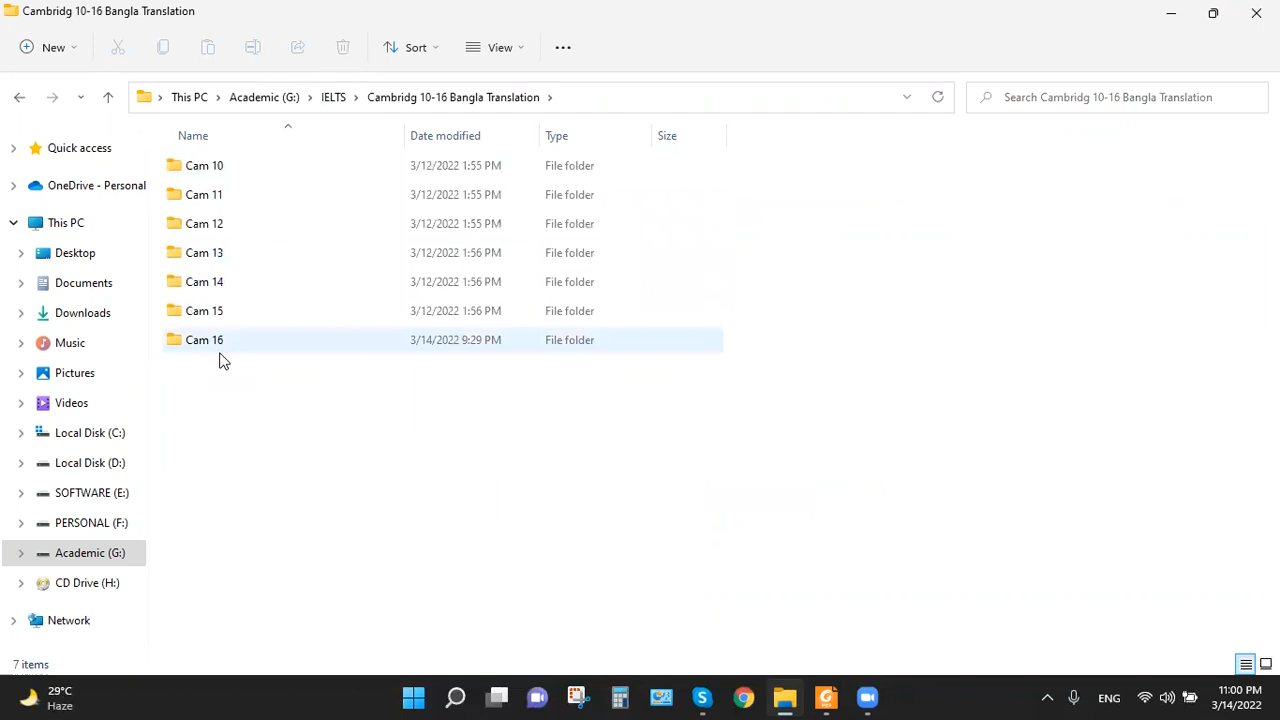 Cambridg 10-16 Bangla Translation
New Sort View
This PC Academic (G:) IELTS Cambridg 10-16 Bangla Translation Search Cambridg 10-16 Bangla Translation
Name Date modified Type Size
Quick access
OneDrive - Personal
This PC
Desktop
Documents
Downloads
Music
Pictures
Videos
Local Disk (C:)
Local Disk (D:)
SOFTWARE (E:)
PERSONAL (F:)
Academic (G:)
CD Drive (H:)
Network
Cam 10 3/12/2022 1:55 PM File folder
Cam 11 3/12/2022 1:55 PM File folder
Cam 12 3/12/2022 1:55 PM File folder
Cam 13 3/12/2022 1:56 PM File folder
Cam 14 3/12/2022 1:56 PM File folder
Cam 15 3/12/2022 1:56 PM File folder
Cam 16 3/14/2022 9:29 PM File folder
7 items
29°C
Haze
ENG
11:00 PM
3/14/2022